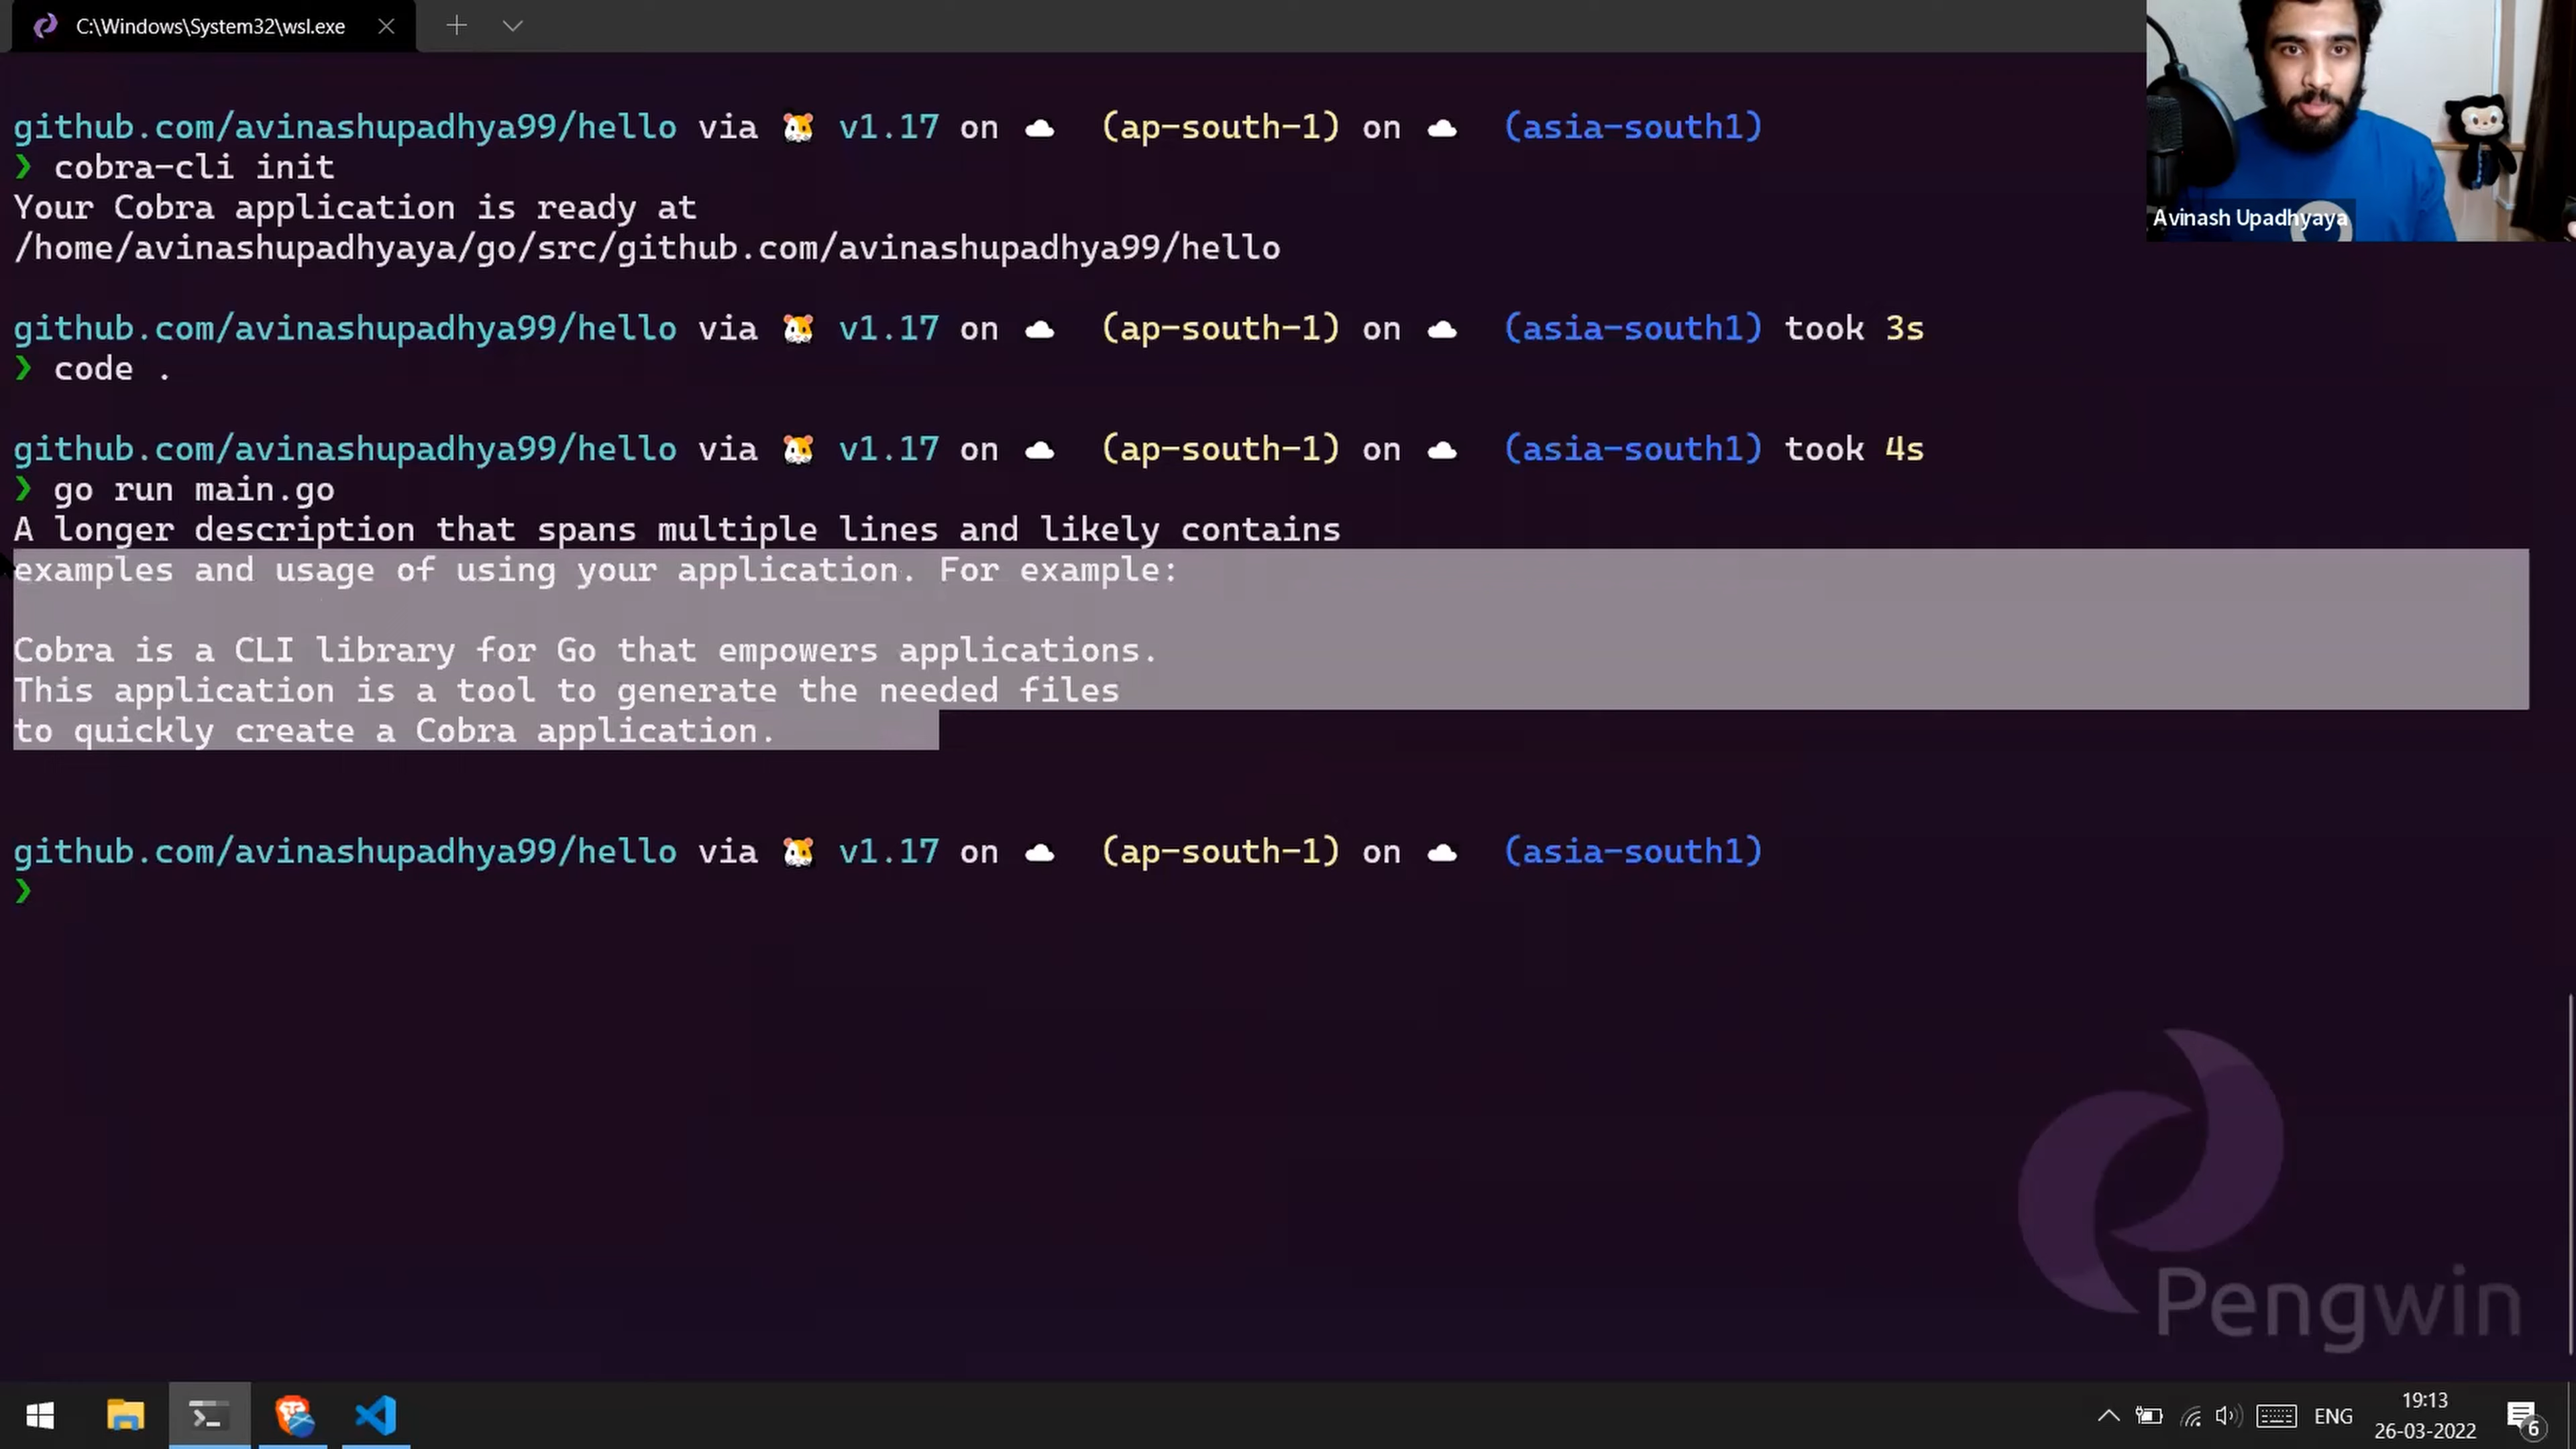 C:\Windows\System32\wsl.exe
github.com/avinashupadhya99/hello via 🐹 v1.17 on ☁ (ap-south-1) on ☁ (asia-south1)
❯ cobra-cli init
Your Cobra application is ready at
/home/avinashupadhyaya/go/src/github.com/avinashupadhya99/hello
github.com/avinashupadhya99/hello via 🐹 v1.17 on ☁ (ap-south-1) on ☁ (asia-south1) took 3s
❯ code .
github.com/avinashupadhya99/hello via 🐹 v1.17 on ☁ (ap-south-1) on ☁ (asia-south1) took 4s
❯ go run main.go
A longer description that spans multiple lines and likely contains
examples and usage of using your application. For example:
Cobra is a CLI library for Go that empowers applications.
This application is a tool to generate the needed files
to quickly create a Cobra application.
github.com/avinashupadhya99/hello via 🐹 v1.17 on ☁ (ap-south-1) on ☁ (asia-south1)
❯
Avinash Upadhyaya
Pengwin
ENG
19:13
26-03-2022
6